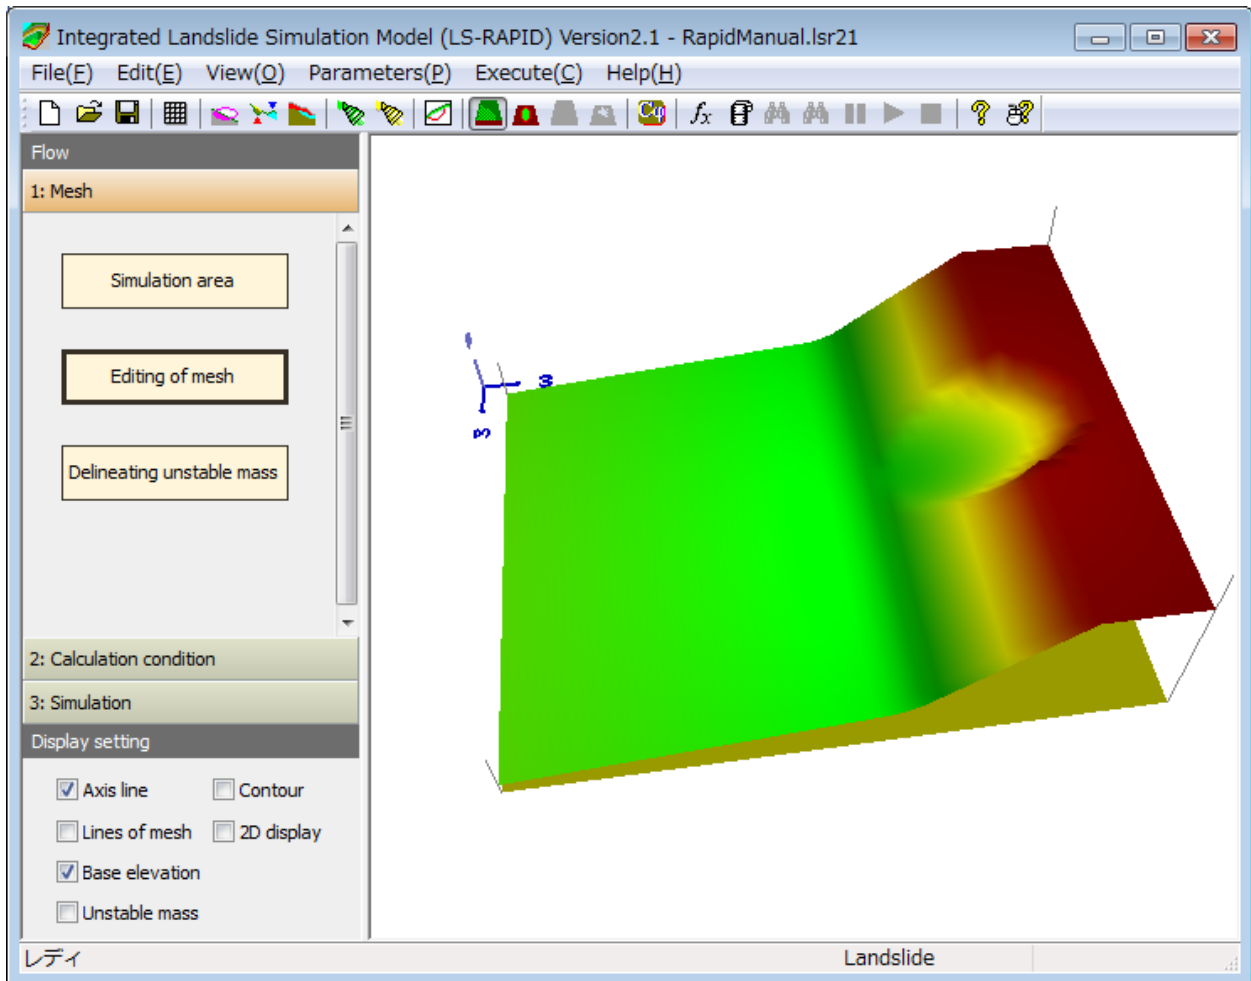 Integrated Landslide Simulation Model (LS-RAPID) Version2.1 - RapidManual.lsr21
File(F) Edit(E) View(O) Parameters(P) Execute(C) Help(H)
Flow
1: Mesh
Simulation area
Editing of mesh
Delineating unstable mass
2: Calculation condition
3: Simulation
Display setting
Axis line Contour
Lines of mesh 2D display
Base elevation
Unstable mass
レディ Landslide